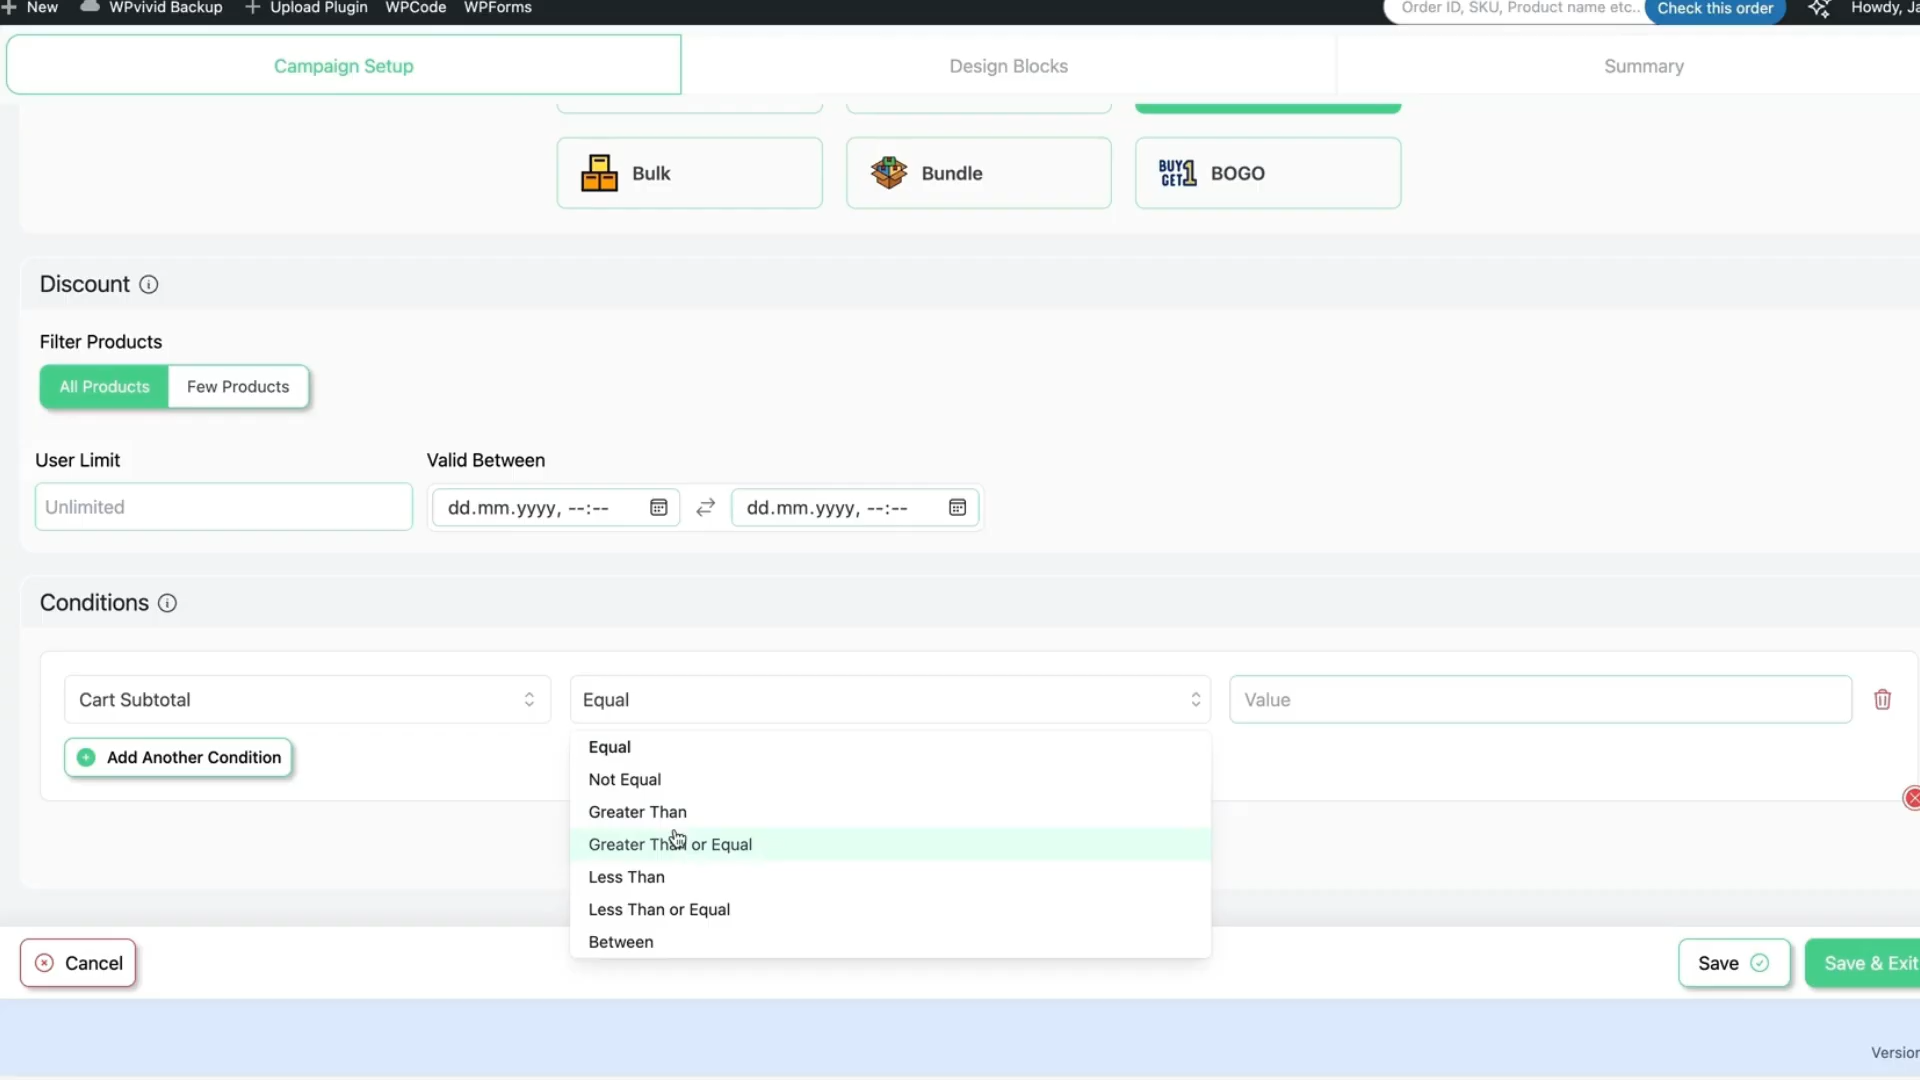 New WPvivid Backup Upload Plugin WPCode WPForms Order ID, SKU, Product name etc.. Check this order Howdy, Ja
Campaign Setup Design Blocks Summary
Bulk Bundle BUY 1 GET BOGO
Discount
Filter Products
All Products Few Products
User Limit Valid Between
Unlimited dd.mm.yyyy, --:-- dd.mm.yyyy, --:--
Conditions
Cart Subtotal Equal Value
Add Another Condition
Equal
Not Equal
Greater Than
Greater Than or Equal
Less Than
Less Than or Equal
Between
Cancel Save Save & Exit
Version